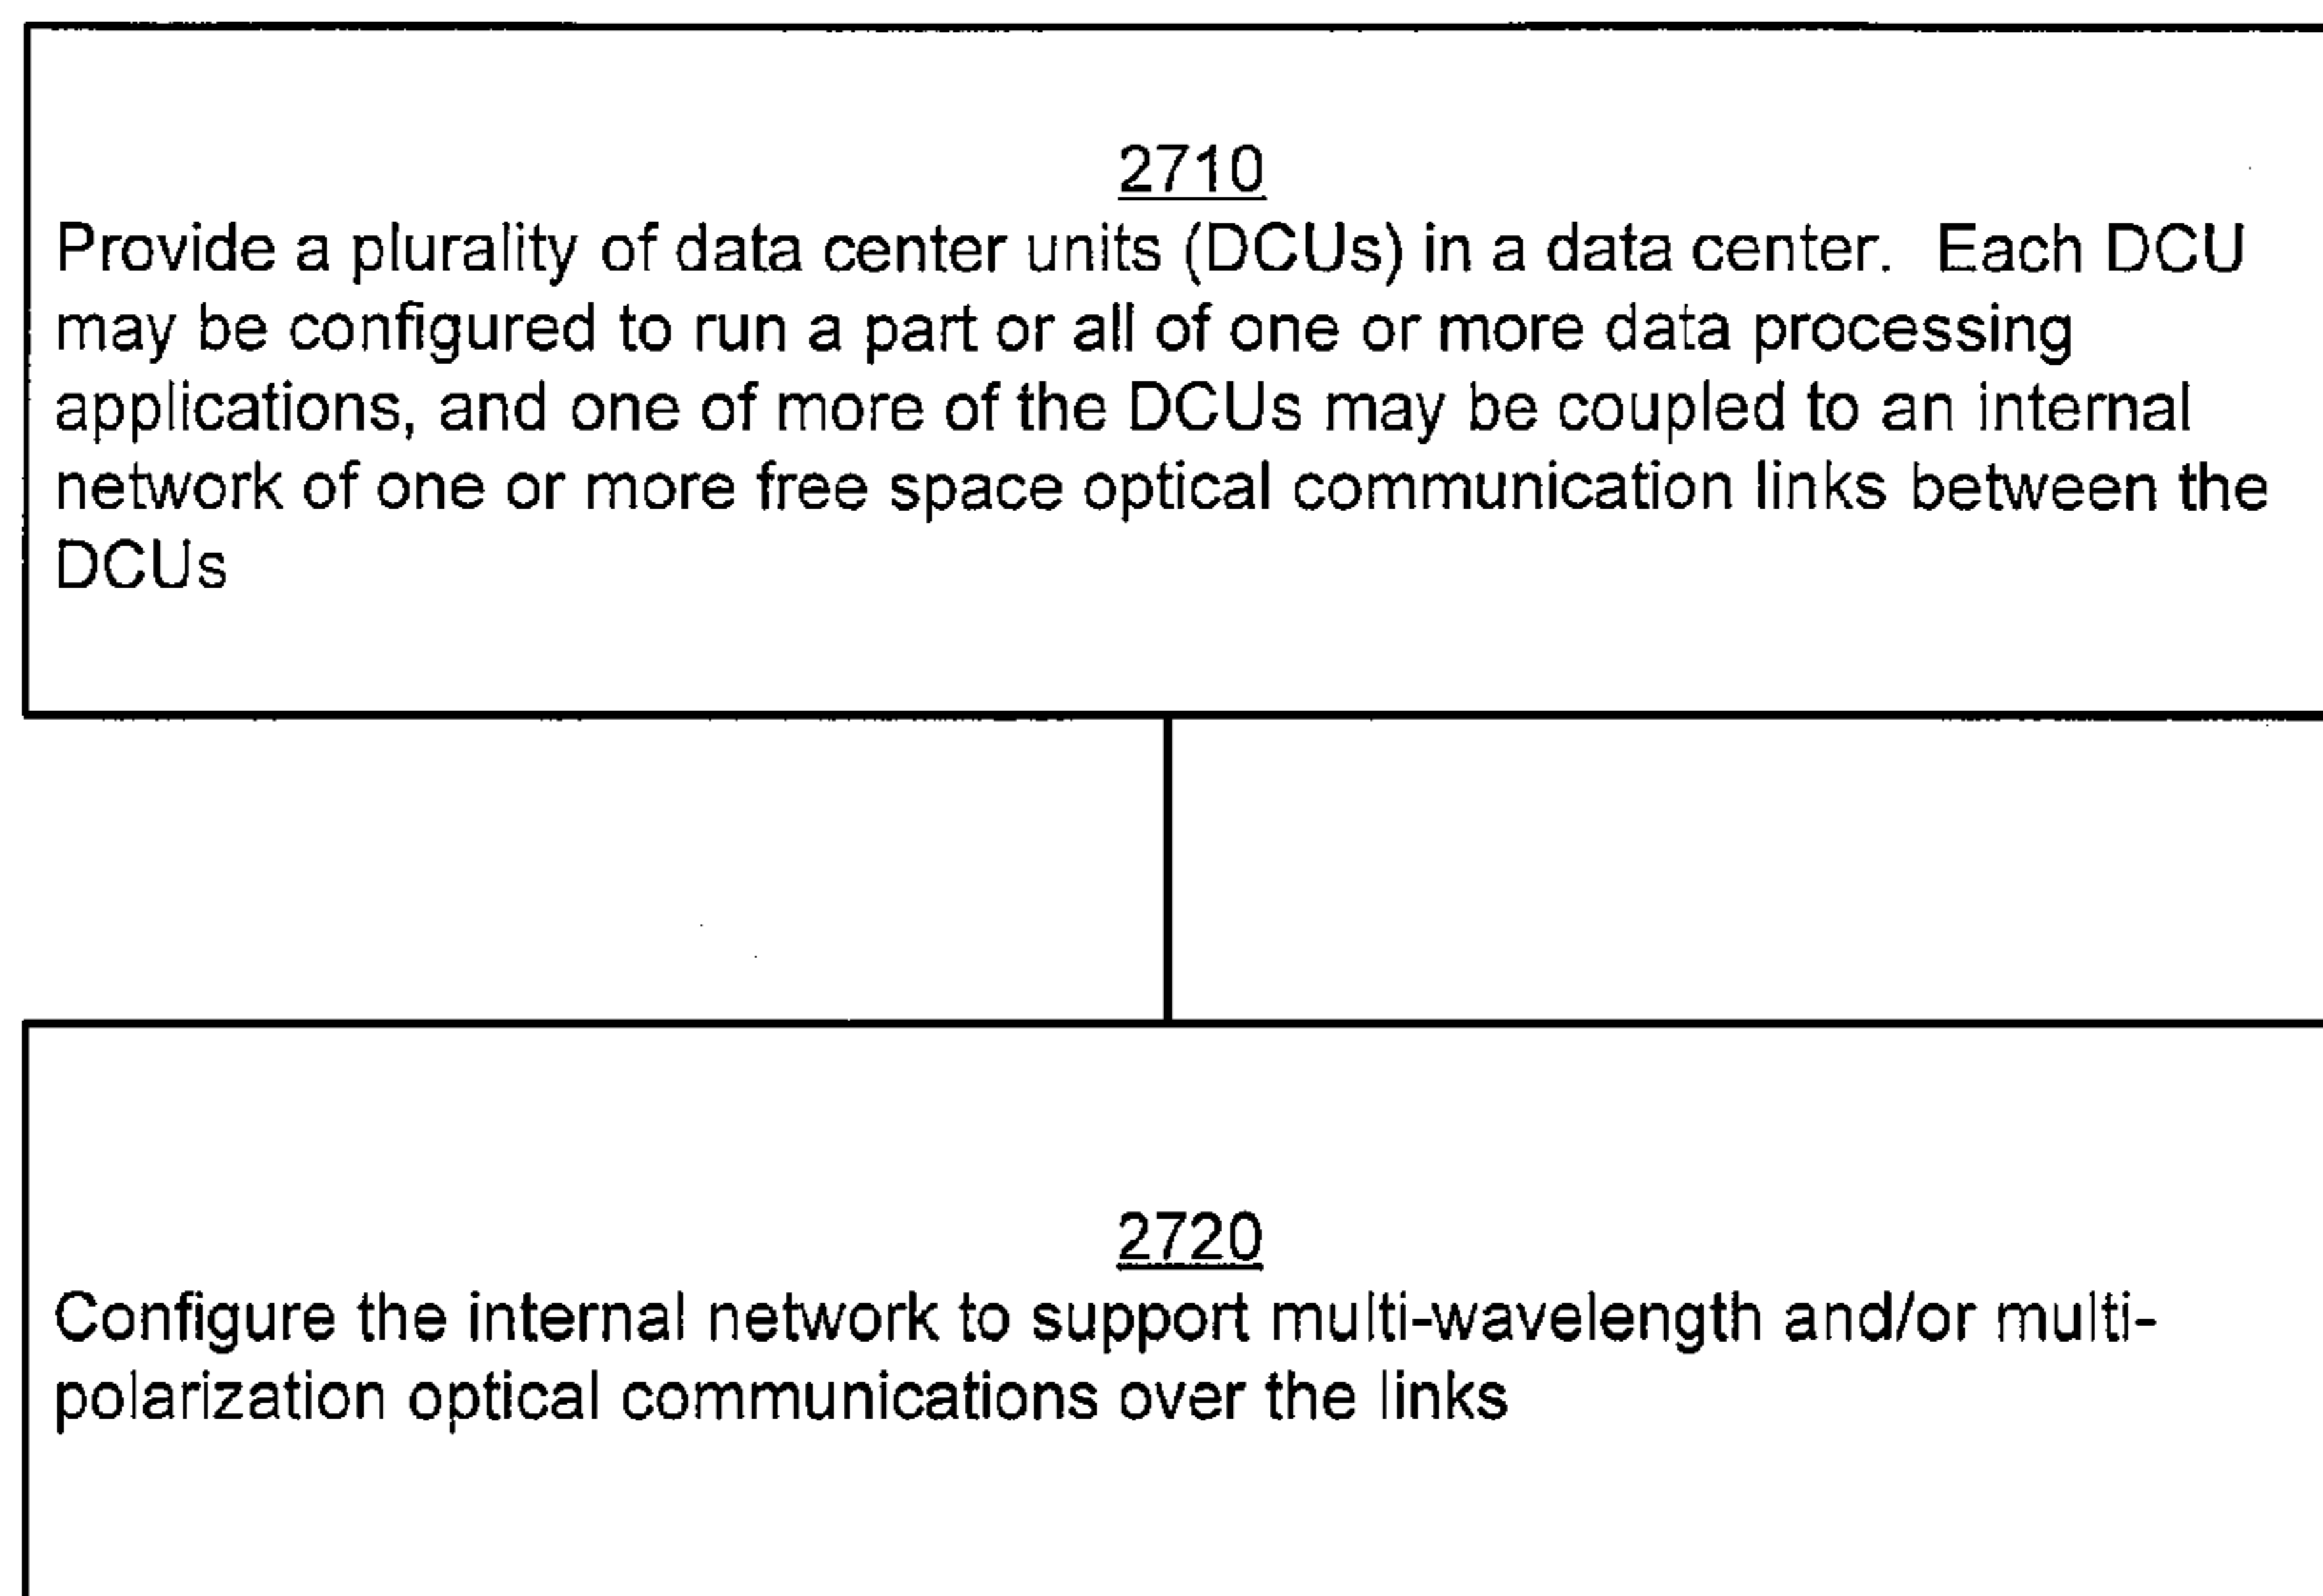 2710
Provide a plurality of data center units (DCUs) in a data center.  Each DCU
may be configured to run a part or all of one or more data processing
applications, and one of more of the DCUs may be coupled to an internal
network of one or more free space optical communication links between the
DCUs
2720
Configure the internal network to support multi-wavelength and/or multi-
polarization optical communications over the links